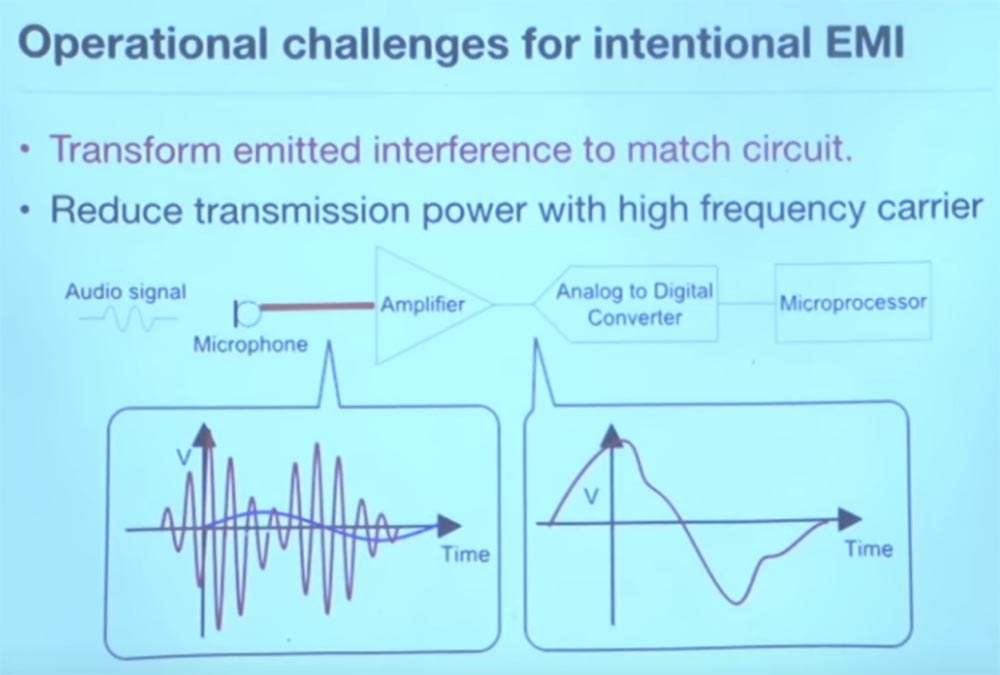 Operational challenges for intentional EMI
• Transform emitted interference to match circuit.
• Reduce transmission power with high frequency carrier
Audio signal
Microphone
Amplifier
Analog to Digital
Converter
Microprocessor
V
Time
V
Time